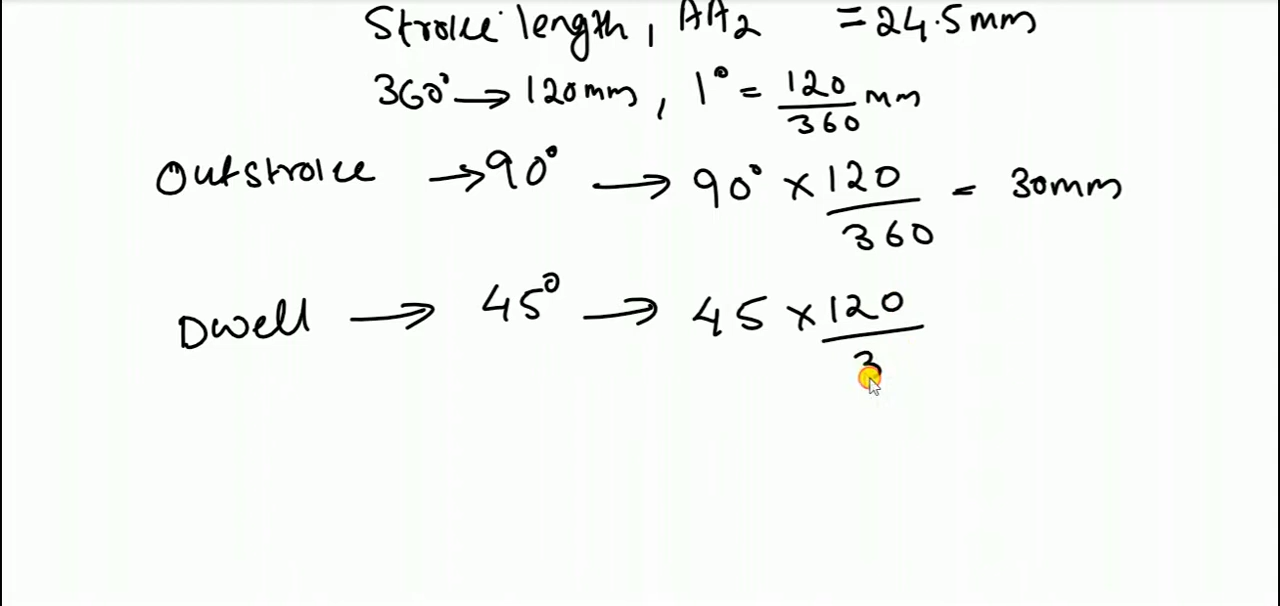 Stroke length, AA2 = 24.5mm
360° → 120mm, 1° = 120/360 mm
Outstroke → 90° → 90° × 120/360 = 30mm
Dwell → 45° → 45 × 120/3